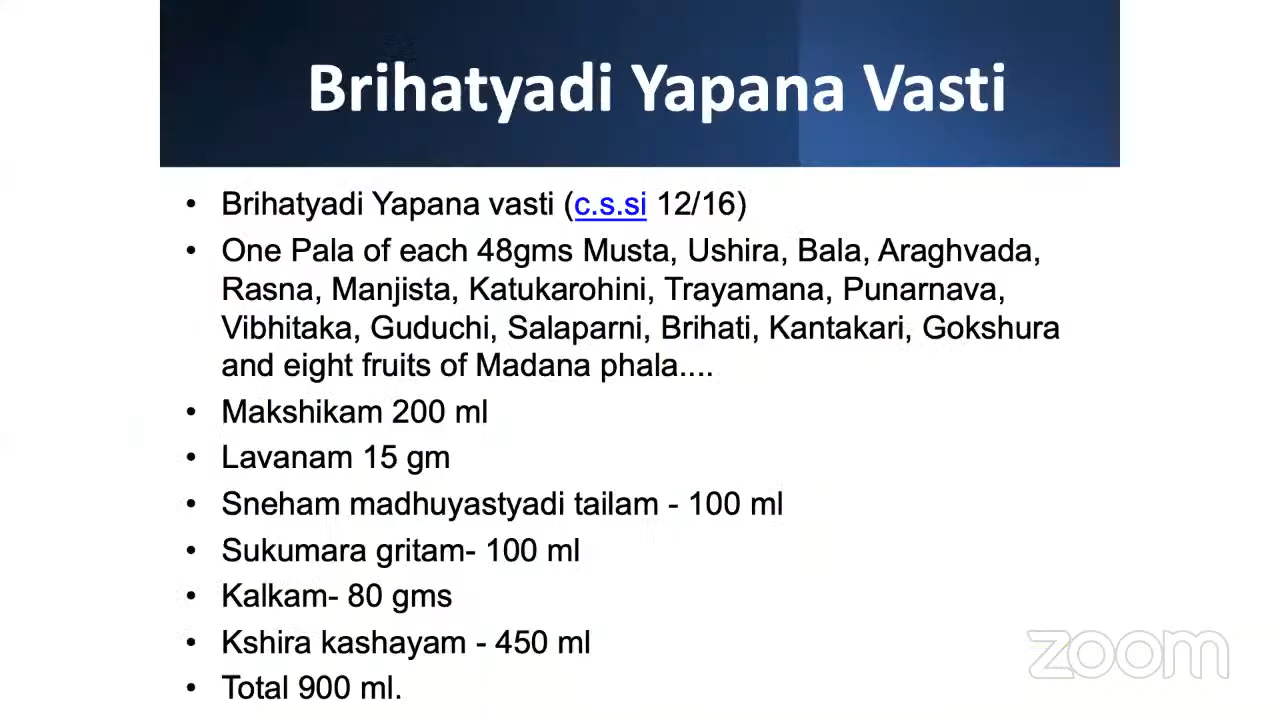 Brihatyadi Yapana Vasti
• Brihatyadi Yapana vasti (c.s.si 12/16)
• One Pala of each 48gms Musta, Ushira, Bala, Araghvada,
Rasna, Manjista, Katukarohini, Trayamana, Punarnava,
Vibhitaka, Guduchi, Salaparni, Brihati, Kantakari, Gokshura
and eight fruits of Madana phala....
• Makshikam 200 ml
• Lavanam 15 gm
• Sneham madhuyastyadi tailam - 100 ml
• Sukumara gritam- 100 ml
• Kalkam- 80 gms
• Kshira kashayam - 450 ml
• Total 900 ml.
zoom